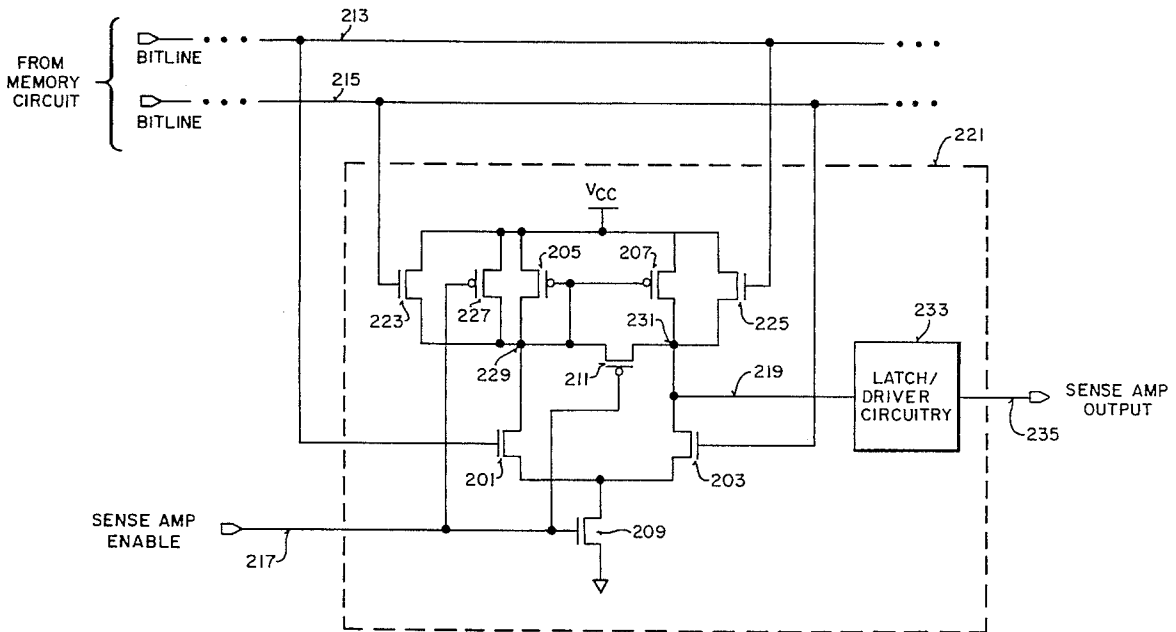 213
FROM
MEMORY
CIRCUIT
BITLINE
215
BITLINE
221
VCC
205
207
223
227
225
231
229
211
233
219
LATCH/
DRIVER
CIRCUITRY
SENSE AMP
OUTPUT
235
201
203
SENSE AMP
ENABLE
217
209